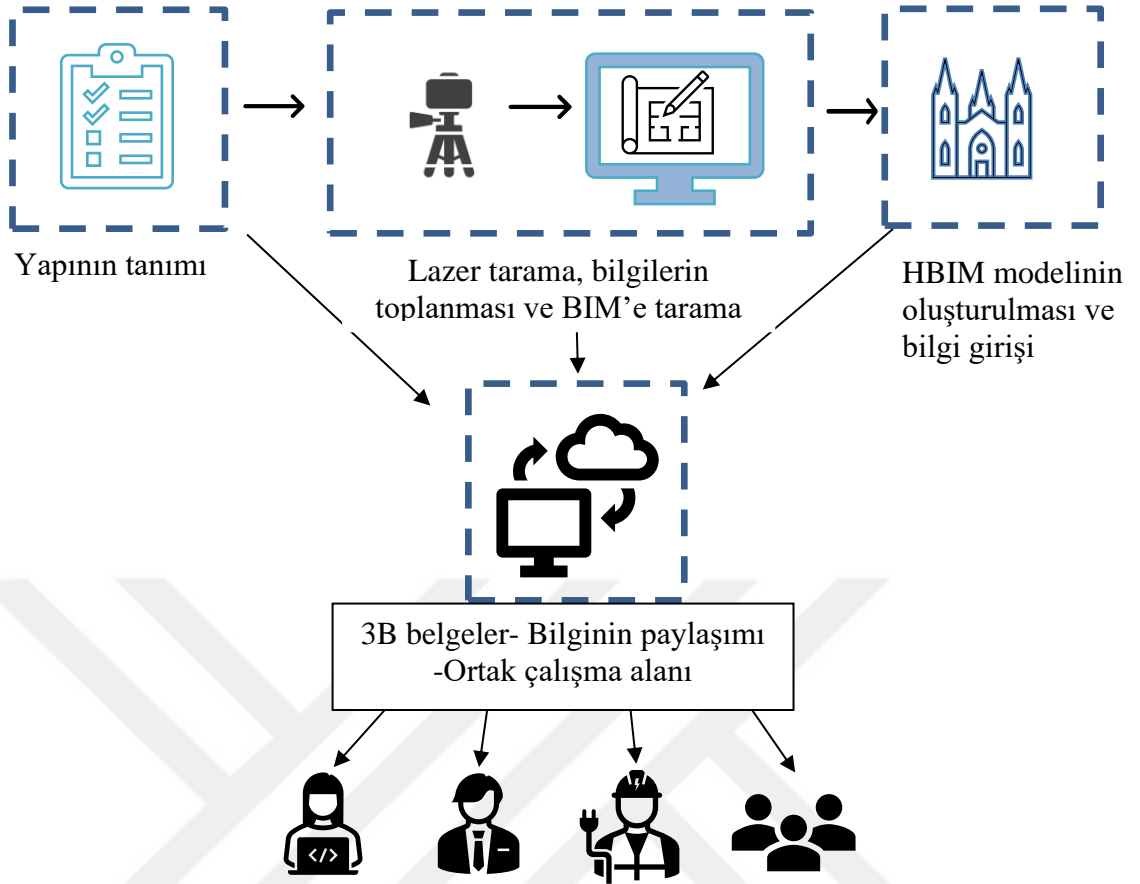 Yapının tanımı
Lazer tarama, bilgilerin
toplanması ve BIM’e tarama
HBIM modelinin
oluşturulması ve
bilgi girişi
3B belgeler- Bilginin paylaşımı
-Ortak çalışma alanı
</>